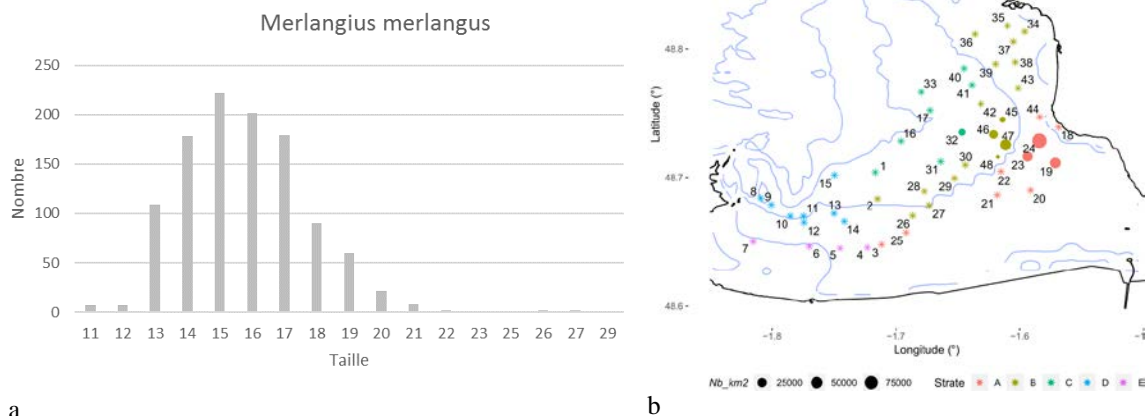 Merlangius merlangus
250
200
150
100
50
0
Nombre
11 12 13 14 15 16 17 18 19 20 21 22 23 25 26 27 29
Taille
a
48.8
48.7
48.6
Latitude (°)
35 34
36 37
40 39 38
33 41 43
17 42 45 44
16 32 46 47 18
24
1 31 30 48 23 19
15 22
8 9 28 29 20
2 21
10 11 13 27
12 14 26
25
7 6 5 4 3
−1.8 −1.7 −1.6 −1
Longitude (°)
Nb_km2 25000 50000 75000 Strate A B C D E
b